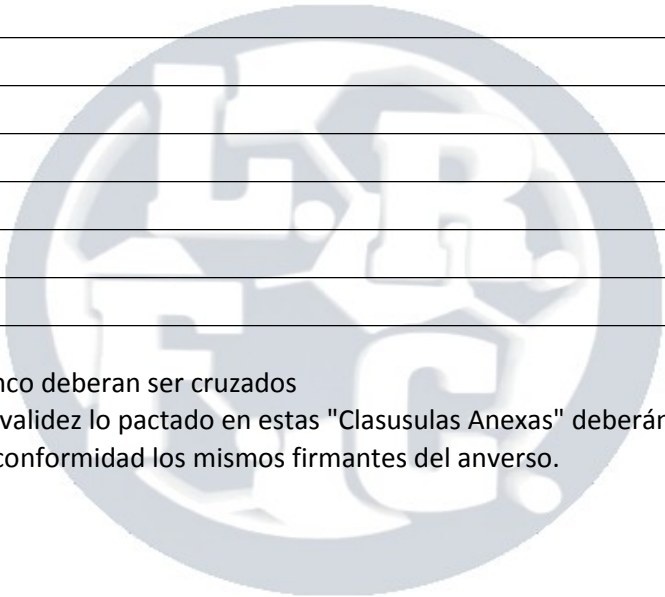 L.R.
F.C.
nco deberan ser cruzados
validez lo pactado en estas "Clasusulas Anexas" deberán
conformidad los mismos firmantes del anverso.